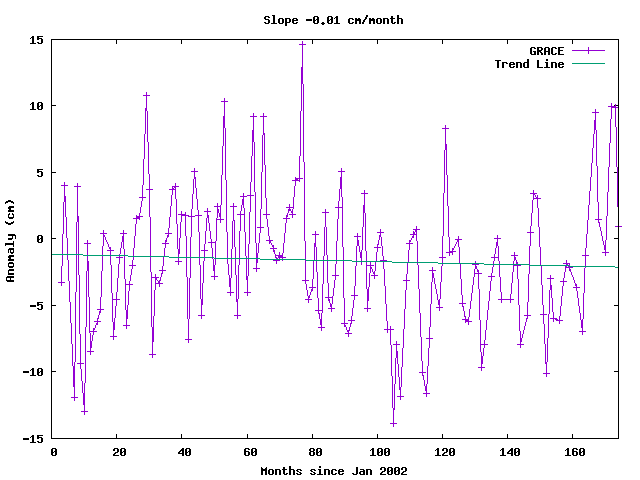 Slope -0.01 cm/month
GRACE
Trend Line
Anomaly (cm)
15
10
5
0
-5
-10
-15
0 20 40 60 80 100 120 140 160
Months since Jan 2002